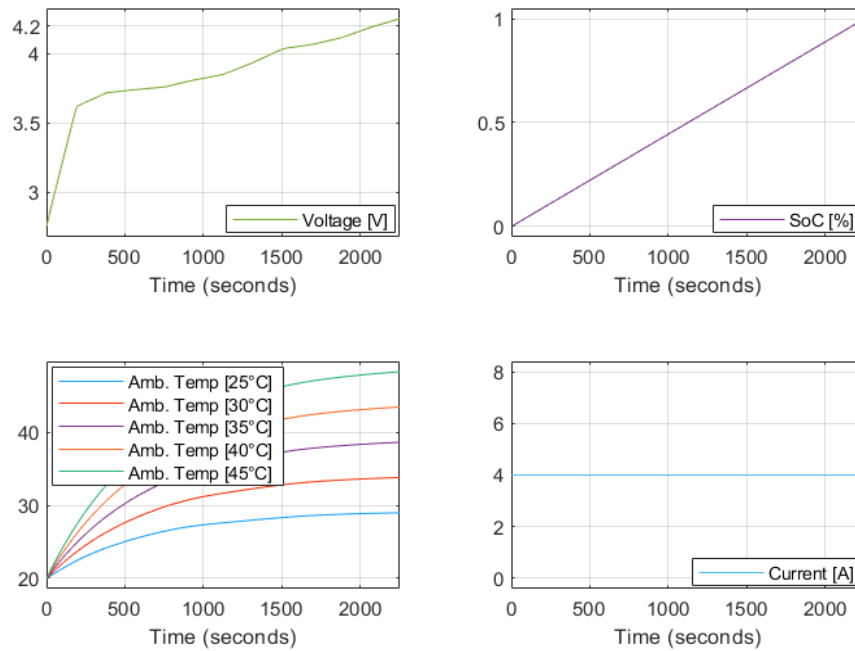 4.2
4
3.5
3
Voltage [V]
0 500 1000 1500 2000
Time (seconds)
1
0.5
0
SoC [%]
0 500 1000 1500 2000
Time (seconds)
Amb. Temp [25°C]
Amb. Temp [30°C]
Amb. Temp [35°C]
Amb. Temp [40°C]
Amb. Temp [45°C]
40
30
20
0 500 1000 1500 2000
Time (seconds)
8
6
4
2
0
Current [A]
0 500 1000 1500 2000
Time (seconds)